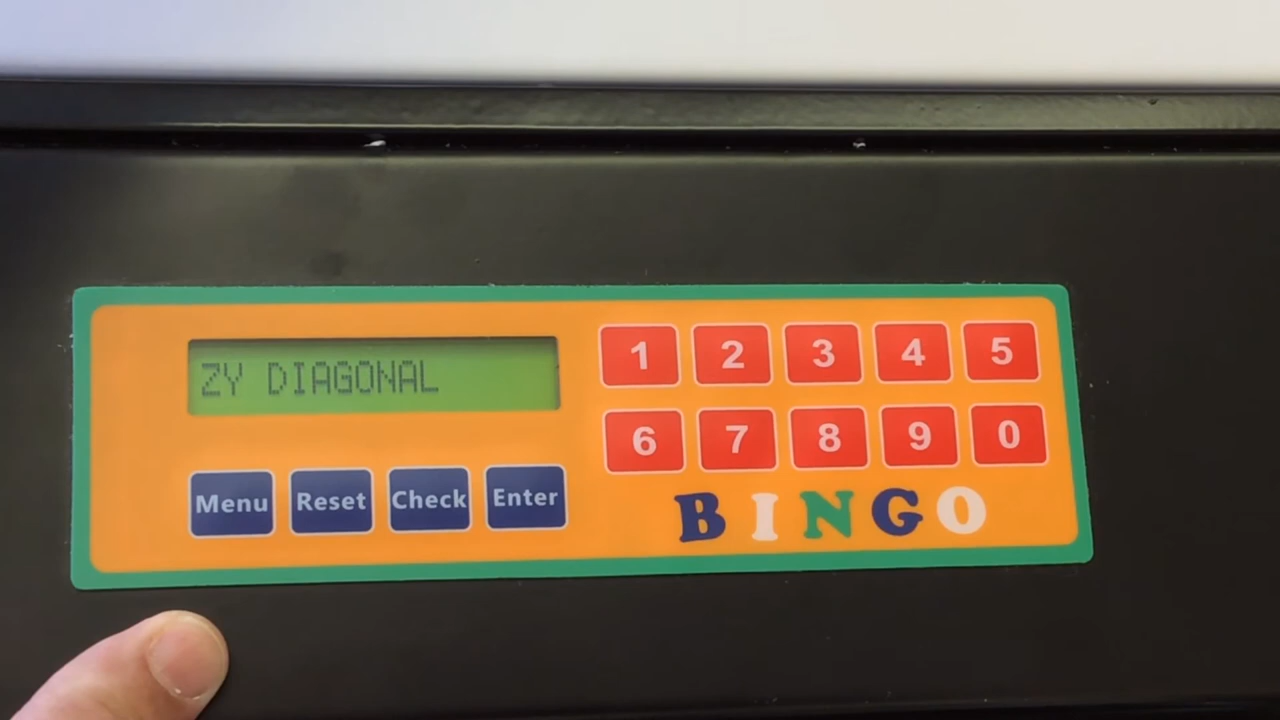 ZY DIAGONAL
1 2 3 4 5
6 7 8 9 0
Menu Reset Check Enter
BINGO